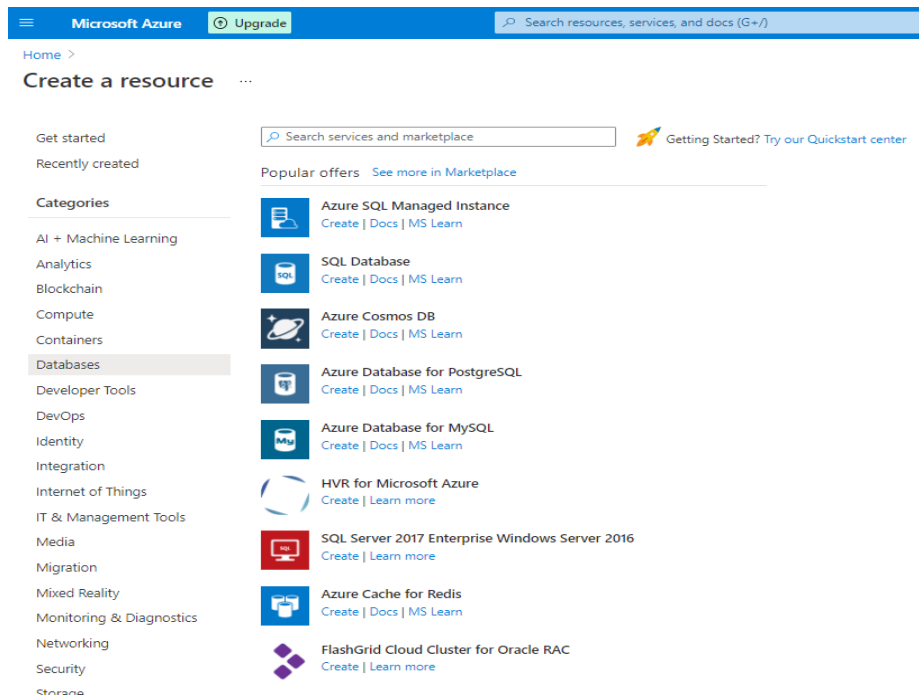 Microsoft Azure
Upgrade
Search resources, services, and docs (G+/)
Home >
Create a resource ...
Get started
Recently created
Categories
AI + Machine Learning
Analytics
Blockchain
Compute
Containers
Databases
Developer Tools
DevOps
Identity
Integration
Internet of Things
IT & Management Tools
Media
Migration
Mixed Reality
Monitoring & Diagnostics
Networking
Security
Storage
Search services and marketplace
Getting Started? Try our Quickstart center
Popular offers See more in Marketplace
Azure SQL Managed Instance
Create | Docs | MS Learn
SQL
SQL Database
Create | Docs | MS Learn
Azure Cosmos DB
Create | Docs | MS Learn
Azure Database for PostgreSQL
Create | Docs | MS Learn
My
Azure Database for MySQL
Create | Docs | MS Learn
HVR for Microsoft Azure
Create | Learn more
SQL
SQL Server 2017 Enterprise Windows Server 2016
Create | Learn more
Azure Cache for Redis
Create | Docs | MS Learn
FlashGrid Cloud Cluster for Oracle RAC
Create | Learn more